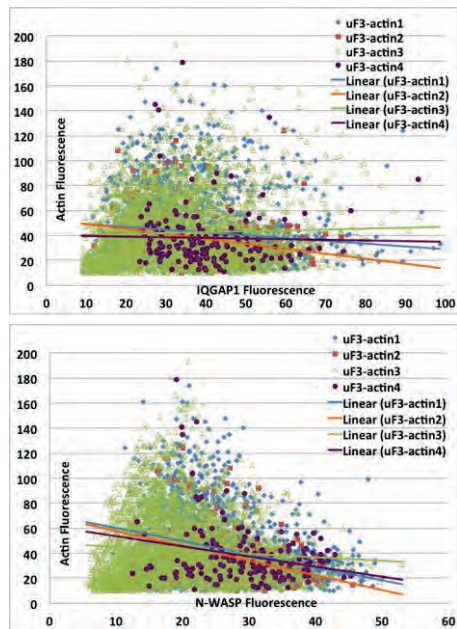 uF3-actin1
uF3-actin2
uF3-actin3
uF3-actin4
Linear (uF3-actin1)
Linear (uF3-actin2)
Linear (uF3-actin3)
Linear (uF3-actin4)
200
180
160
140
120
100
80
60
40
20
0
Actin Fluorescence
0 10 20 30 40 50 60 70 80 90 100
IQGAP1 Fluorescence
uF3-actin1
uF3-actin2
uF3-actin3
uF3-actin4
Linear (uF3-actin1)
Linear (uF3-actin2)
Linear (uF3-actin3)
Linear (uF3-actin4)
200
180
160
140
120
100
80
60
40
20
0
Actin Fluorescence
0 10 20 30 40 50 60
N-WASP Fluorescence